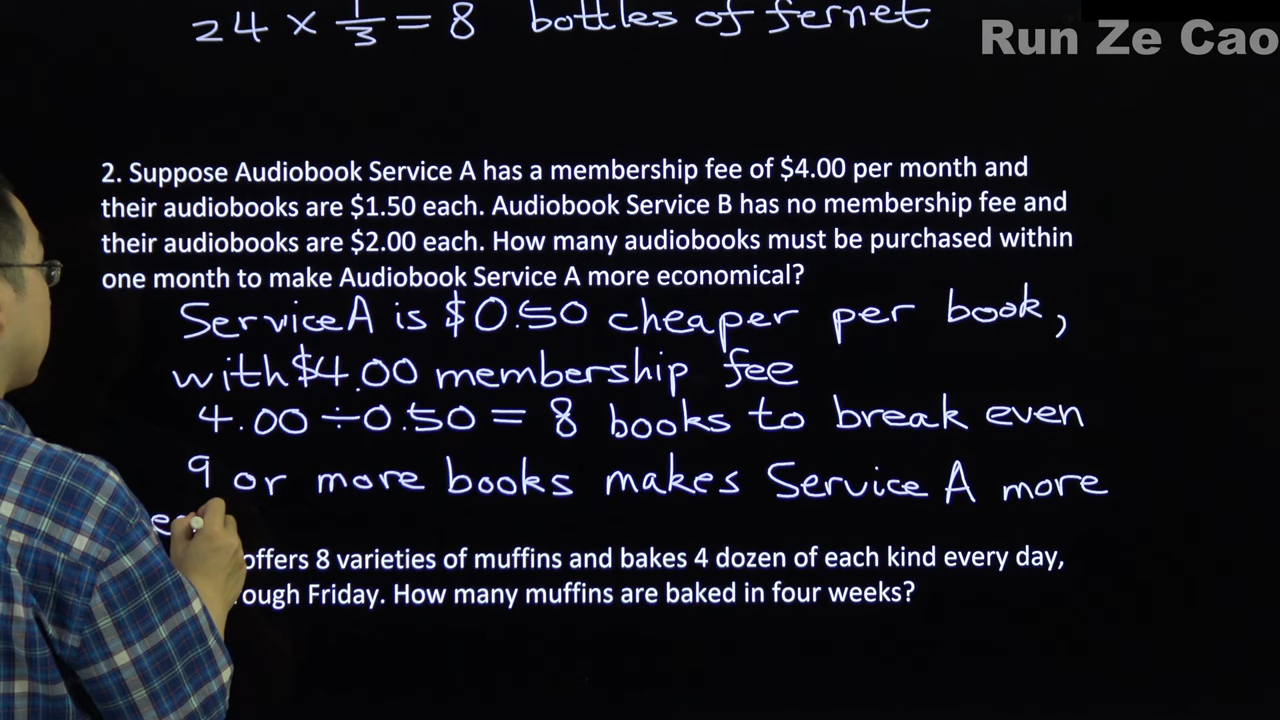 24 × 1/3 = 8 bottles of fernet
Run Ze Cao
2. Suppose Audiobook Service A has a membership fee of $4.00 per month and
their audiobooks are $1.50 each. Audiobook Service B has no membership fee and
their audiobooks are $2.00 each. How many audiobooks must be purchased within
one month to make Audiobook Service A more economical?
Service A is $0.50 cheaper per book,
with $4.00 membership fee
4.00 ÷ 0.50 = 8 books to break even
9 or more books makes Service A more
offers 8 varieties of muffins and bakes 4 dozen of each kind every day,
Friday. How many muffins are baked in four weeks?